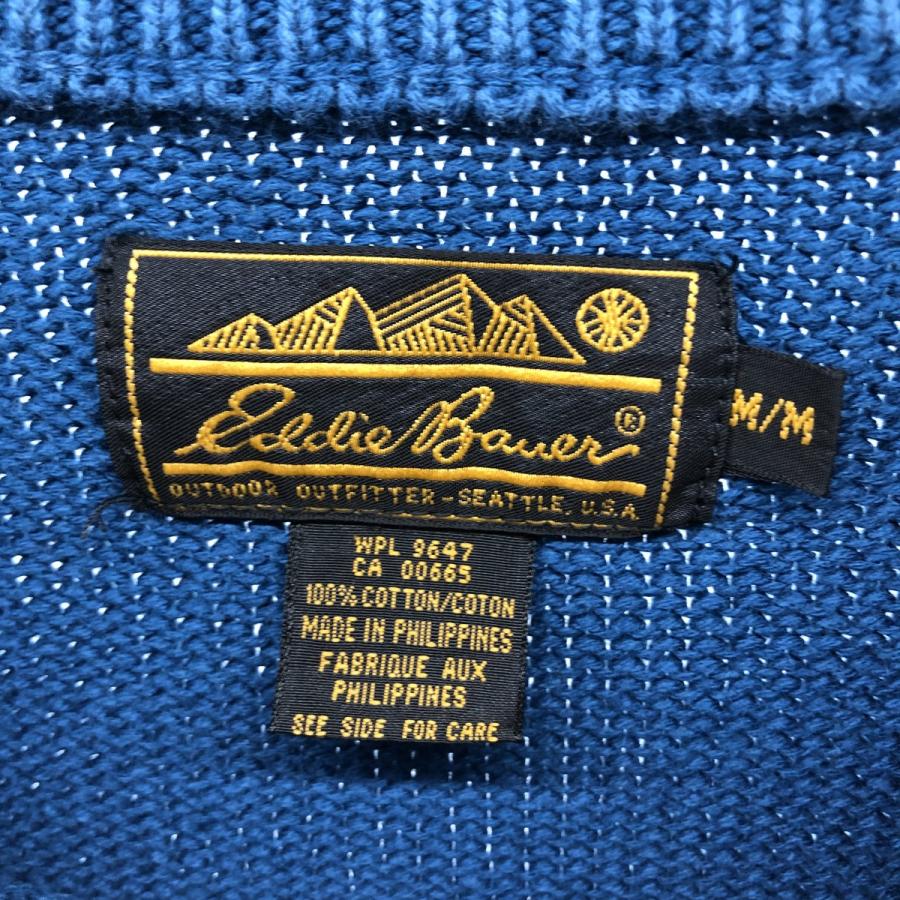 Eddie Bauer®
OUTDOOR OUTFITTER-SEATTLE, U.S.A
M/M
WPL 9647
CA 00665
100% COTTON/COTON
MADE IN PHILIPPINES
FABRIQUE AUX
PHILIPPINES
SEE SIDE FOR CARE